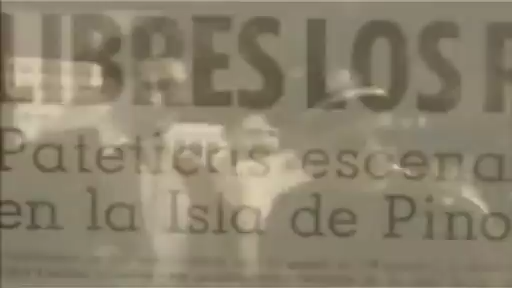 LIBRES LOS P
Pateticas escena
en la Isla de Pino